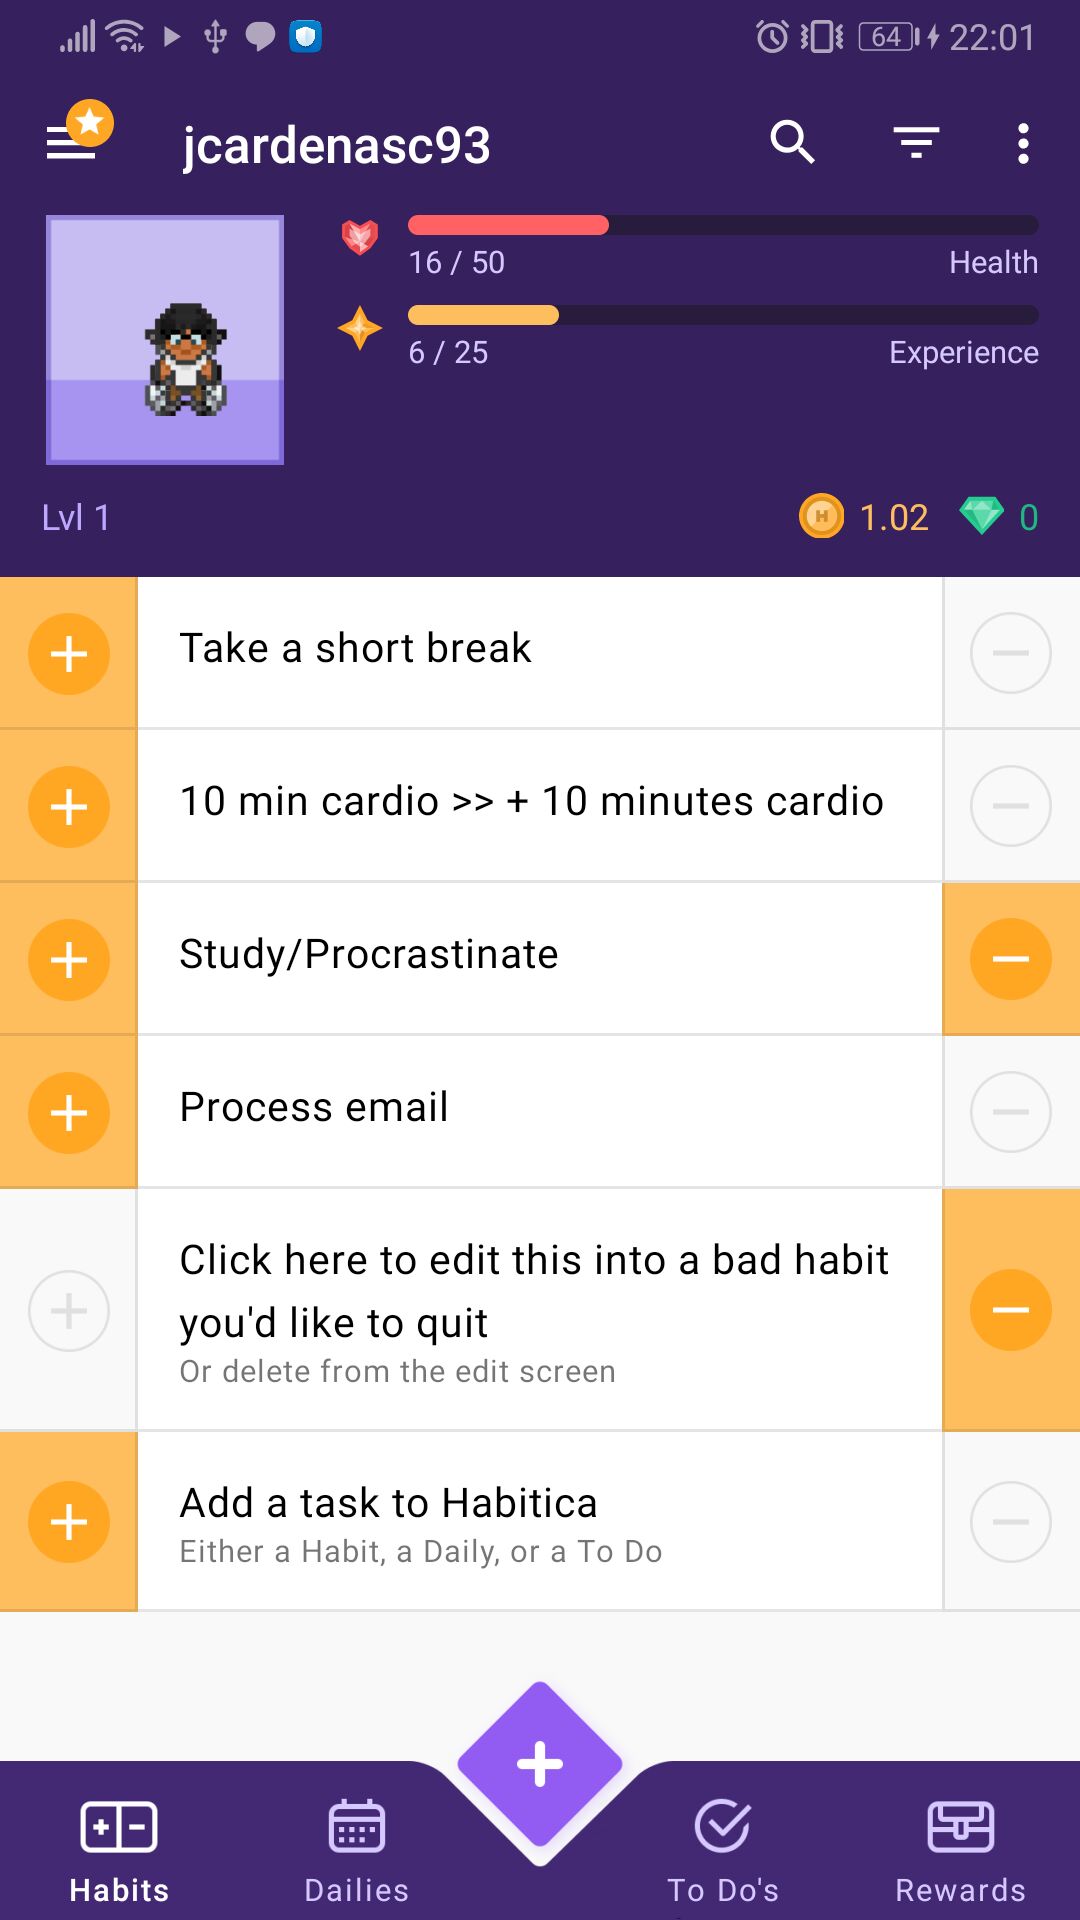 64 22:01
jcardenasc93
16 / 50 Health
6 / 25 Experience
Lvl 1 H 1.02 0
Take a short break
10 min cardio >> + 10 minutes cardio
Study/Procrastinate
Process email
Click here to edit this into a bad habit
you'd like to quit
Or delete from the edit screen
Add a task to Habitica
Either a Habit, a Daily, or a To Do
Habits Dailies To Do's Rewards